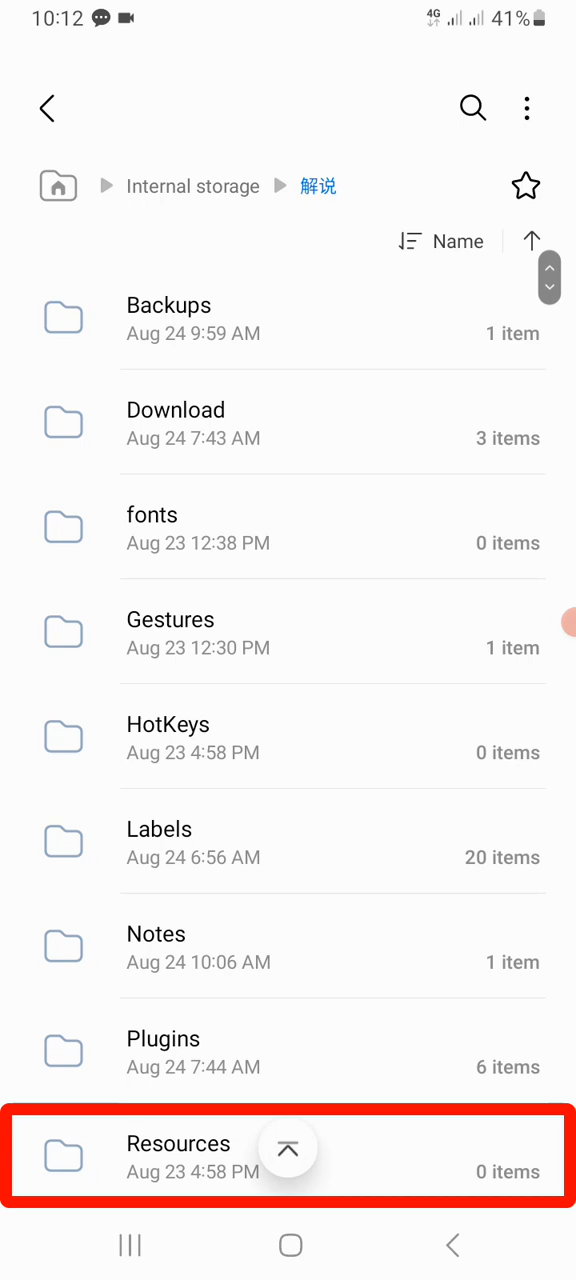 10:12
4G
41%
Internal storage
解说
Name
Backups
Aug 24 9:59 AM
1 item
Download
Aug 24 7:43 AM
3 items
fonts
Aug 23 12:38 PM
0 items
Gestures
Aug 23 12:30 PM
1 item
HotKeys
Aug 23 4:58 PM
0 items
Labels
Aug 24 6:56 AM
20 items
Notes
Aug 24 10:06 AM
1 item
Plugins
Aug 24 7:44 AM
6 items
Resources
Aug 23 4:58 PM
0 items